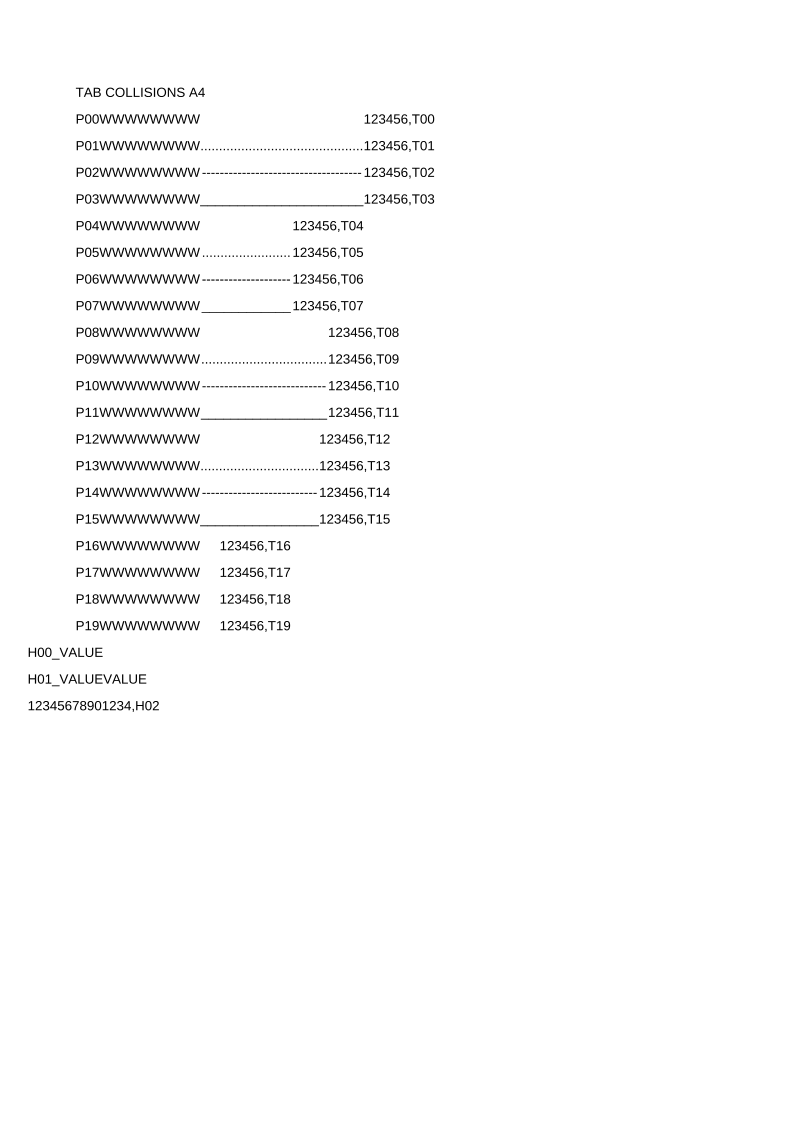 TAB COLLISIONS A4
P00WWWWWWWW 123456,T00
P01WWWWWWWW............................................123456,T01
P02WWWWWWWW------------------------------------123456,T02
P03WWWWWWWW______________________123456,T03
P04WWWWWWWW 123456,T04
P05WWWWWWWW........................123456,T05
P06WWWWWWWW--------------------123456,T06
P07WWWWWWWW____________123456,T07
P08WWWWWWWW 123456,T08
P09WWWWWWWW..................................123456,T09
P10WWWWWWWW----------------------------123456,T10
P11WWWWWWWW_________________123456,T11
P12WWWWWWWW 123456,T12
P13WWWWWWWW................................123456,T13
P14WWWWWWWW--------------------------123456,T14
P15WWWWWWWW________________123456,T15
P16WWWWWWWW 123456,T16
P17WWWWWWWW 123456,T17
P18WWWWWWWW 123456,T18
P19WWWWWWWW 123456,T19
H00_VALUE
H01_VALUEVALUE
12345678901234,H02